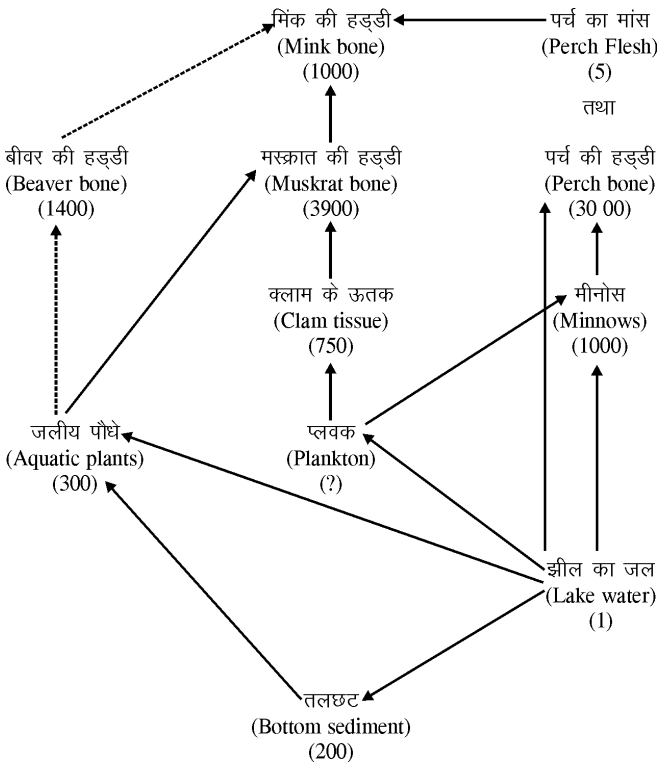 मिंक की हड्डी
(Mink bone)
(1000)
पर्च का मांस
(Perch Flesh)
(5)
तथा
बीवर की हड्डी
(Beaver bone)
(1400)
मस्क्रात की हड्डी
(Muskrat bone)
(3900)
पर्च की हड्डी
(Perch bone)
(30 00)
क्लाम के ऊतक
(Clam tissue)
(750)
मीनोस
(Minnows)
(1000)
जलीय पौधे
(Aquatic plants)
(300)
प्लवक
(Plankton)
(?)
झील का जल
(Lake water)
(1)
तलछट
(Bottom sediment)
(200)